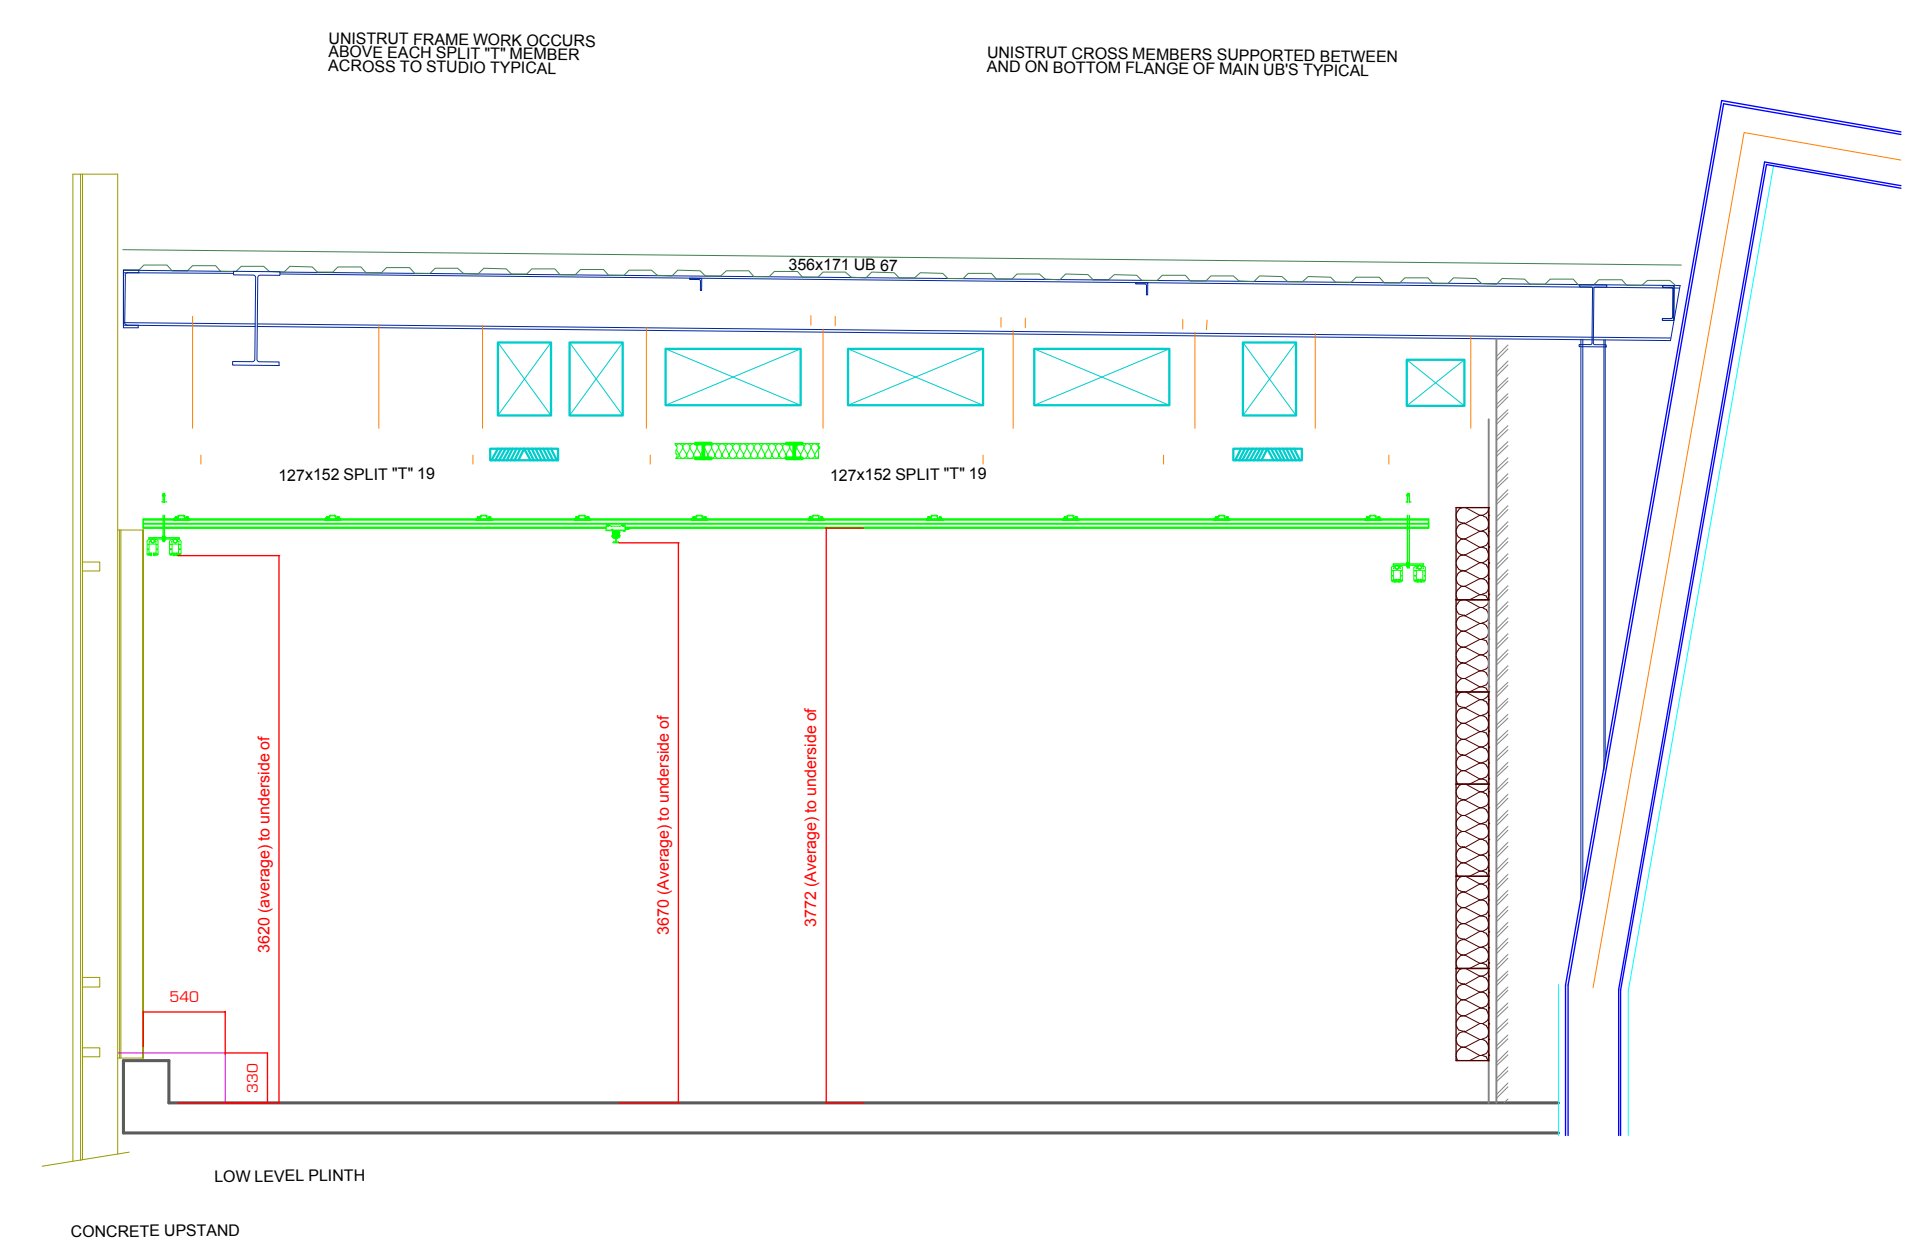 UNISTRUT FRAME WORK OCCURS
ABOVE EACH SPLIT "T" MEMBER
ACROSS TO STUDIO TYPICAL
UNISTRUT CROSS MEMBERS SUPPORTED BETWEEN
AND ON BOTTOM FLANGE OF MAIN UB'S TYPICAL
356x171 UB 67
127x152 SPLIT "T" 19
127x152 SPLIT "T" 19
3620 (average) to underside of
3670 (Average) to underside of
3772 (Average) to underside of
540
330
LOW LEVEL PLINTH
CONCRETE UPSTAND